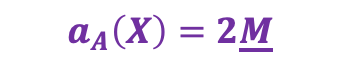 a_A(X) = 2M